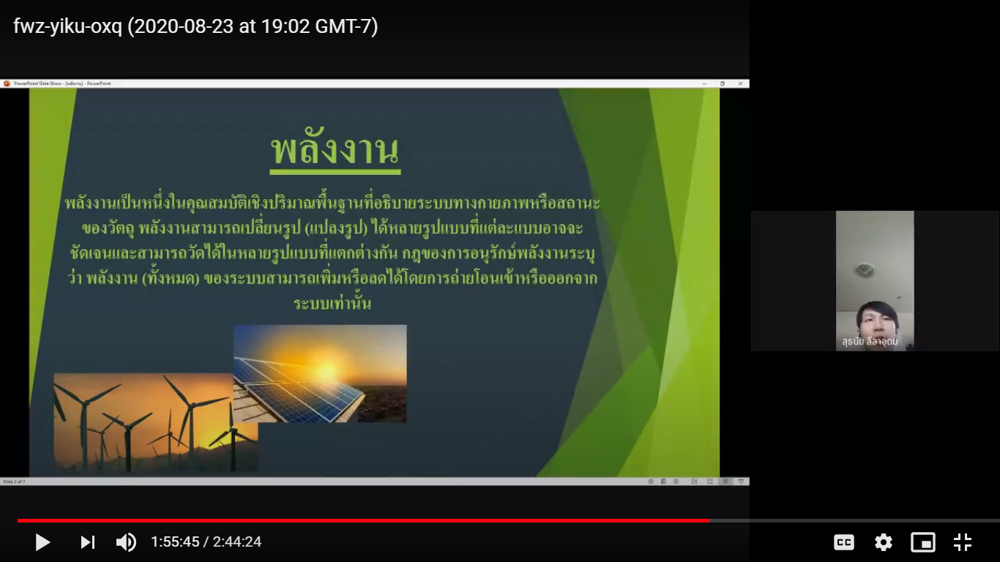 fwz-yiku-oxq (2020-08-23 at 19:02 GMT-7)
PowerPoint Slide Show - [พลังงาน] - PowerPoint
พลังงาน
พลังงานเป็นหนึ่งในคุณสมบัติเชิงปริมาณพื้นฐานที่อธิบายระบบทางกายภาพหรือสถานะ
ของวัตถุ พลังงานสามารถเปลี่ยนรูป (แปลงรูป) ได้หลายรูปแบบที่แต่ละแบบอาจจะ
ชัดเจนและสามารถวัดได้ในหลายรูปแบบที่แตกต่างกัน กฎของการอนุรักษ์พลังงานระบุ
ว่า พลังงาน (ทั้งหมด) ของระบบสามารถเพิ่มหรือลดได้โดยการถ่ายโอนเข้าหรือออกจาก
ระบบเท่านั้น
สุธนัย ลีลาอุดม
Slide 2 of 7
1:55:45 / 2:44:24
CC